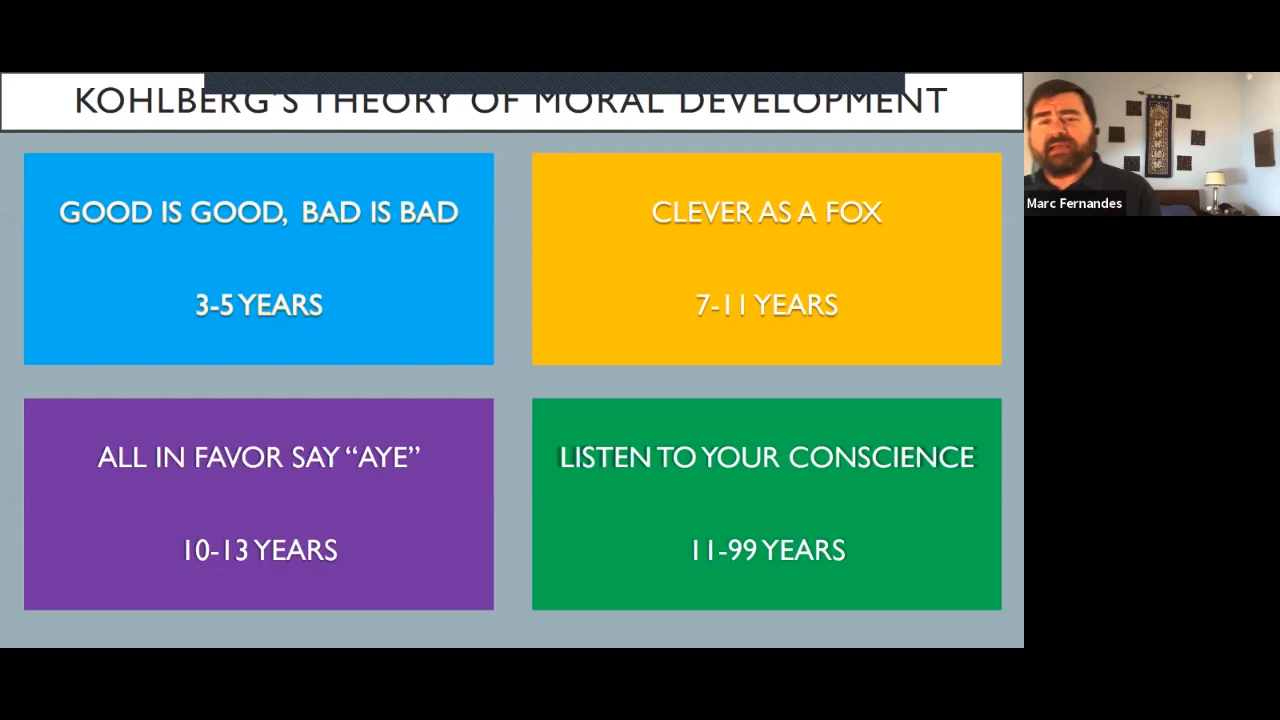 KOHLBERG'S THEORY OF MORAL DEVELOPMENT
GOOD IS GOOD, BAD IS BAD
3-5 YEARS
CLEVER AS A FOX
7-11 YEARS
ALL IN FAVOR SAY “AYE”
10-13 YEARS
LISTEN TO YOUR CONSCIENCE
11-99 YEARS
Marc Fernandes